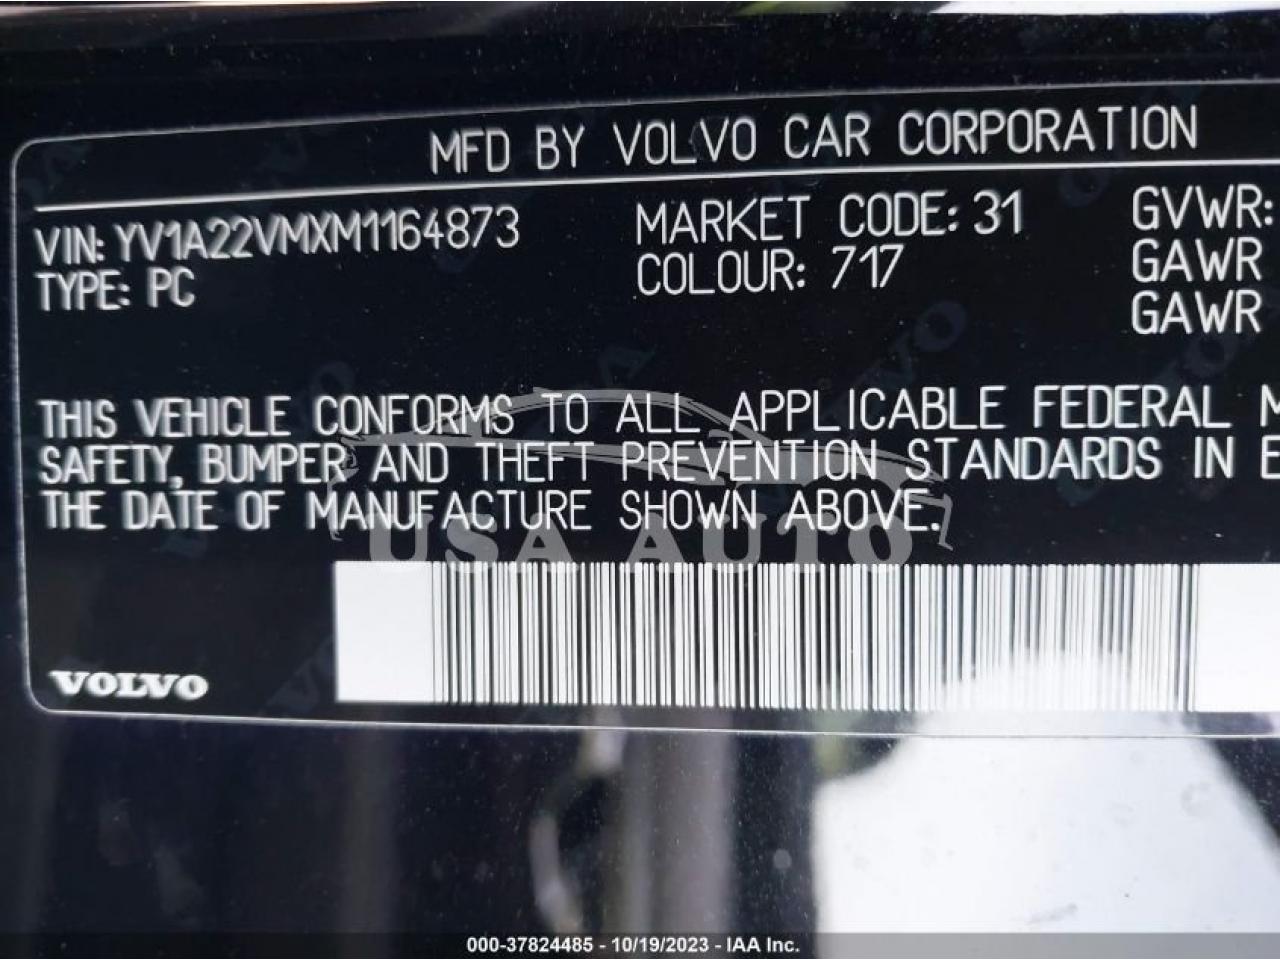 MFD BY VOLVO CAR CORPORATION
VIN: YV1A22VMXM1164873
TYPE: PC
MARKET CODE: 31
COLOUR: 717
GVWR:
GAWR
GAWR
THIS VEHICLE CONFORMS TO ALL APPLICABLE FEDERAL M
SAFETY, BUMPER AND THEFT PREVENTION STANDARDS IN E
THE DATE OF MANUFACTURE SHOWN ABOVE.
USA AUTO
VOLVO
000-37824485 - 10/19/2023 - IAA Inc.